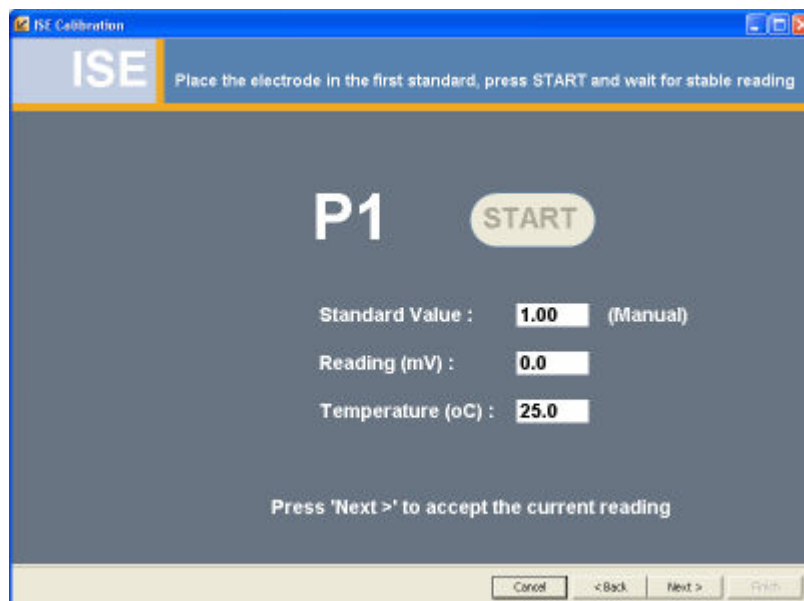 ISE Calibration
ISE
Place the electrode in the first standard, press START and wait for stable reading
P1
START
Standard Value : 1.00 (Manual)
Reading (mV) : 0.0
Temperature (oC) : 25.0
Press 'Next >' to accept the current reading
Cancel < Back Next > Finish